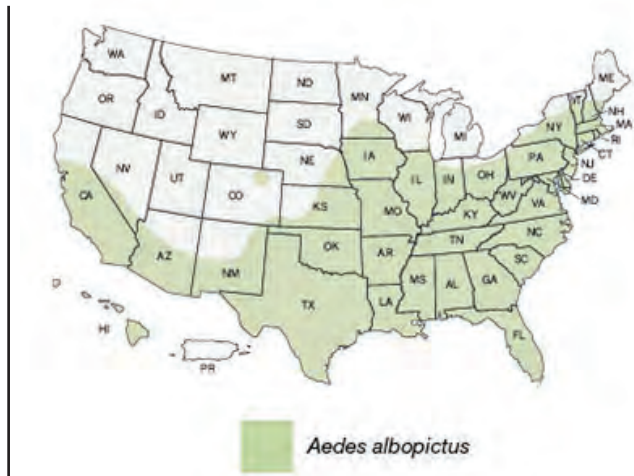 WA
MT
ND
MN
ME
OR
ID
SD
WI
MI
VT
NH
MA
NY
RI
CT
WY
NE
IA
PA
NJ
DE
MD
NV
UT
CO
IL
IN
OH
WV
VA
CA
KS
MO
KY
NC
AZ
NM
OK
AR
TN
SC
TX
LA
MS
AL
GA
FL
HI
PR
Aedes albopictus